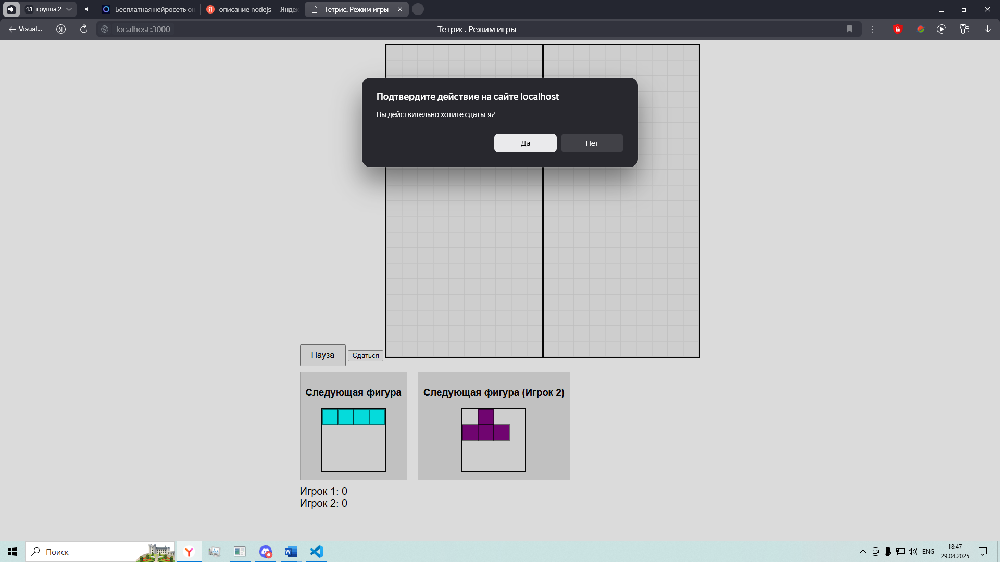 13 группа 2
Бесплатная нейросеть он
описание nodejs — Яндек
Тетрис. Режим игры
Visual...
localhost:3000
Тетрис. Режим игры
Подтвердите действие на сайте localhost
Вы действительно хотите сдаться?
Да
Нет
Пауза
Сдаться
Следующая фигура
Следующая фигура (Игрок 2)
Игрок 1: 0
Игрок 2: 0
Поиск
ENG
18:47
29.04.2025